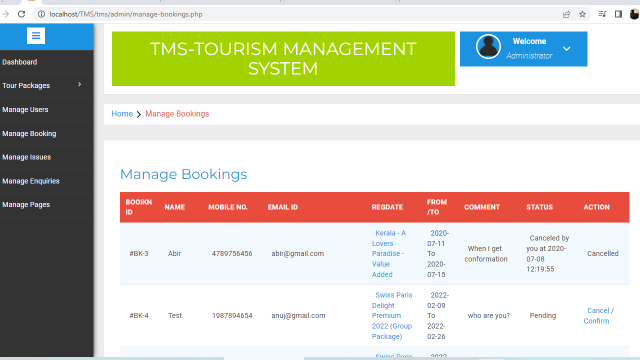 localhost/TMS/tms/admin/manage-bookings.php
Dashboard
Tour Packages
Manage Users
Manage Booking
Manage Issues
Manage Enquiries
Manage Pages
TMS-TOURISM MANAGEMENT
SYSTEM
Welcome
Administrator
Home > Manage Bookings
Manage Bookings
BOOIKN
ID
NAME
MOBILE NO.
EMAIL ID
REGDATE
FROM
/TO
COMMENT
STATUS
ACTION
#BK-3
Abir
4789756456
abir@gmail.com
Kerala - A
Lovers
Paradise -
Value
Added
2020-
07-11
To
2020-
07-15
When I get
conformation
Canceled by
you at 2020-
07-08
12:19:55
Cancelled
#BK-4
Test
1987894654
anuj@gmail.com
Swiss Paris
Delight
Premium
2022 (Group
Package)
2022-
02-09
To
2022-
02-26
who are you?
Pending
Cancel /
Confirm
Swiss Paris
2022-